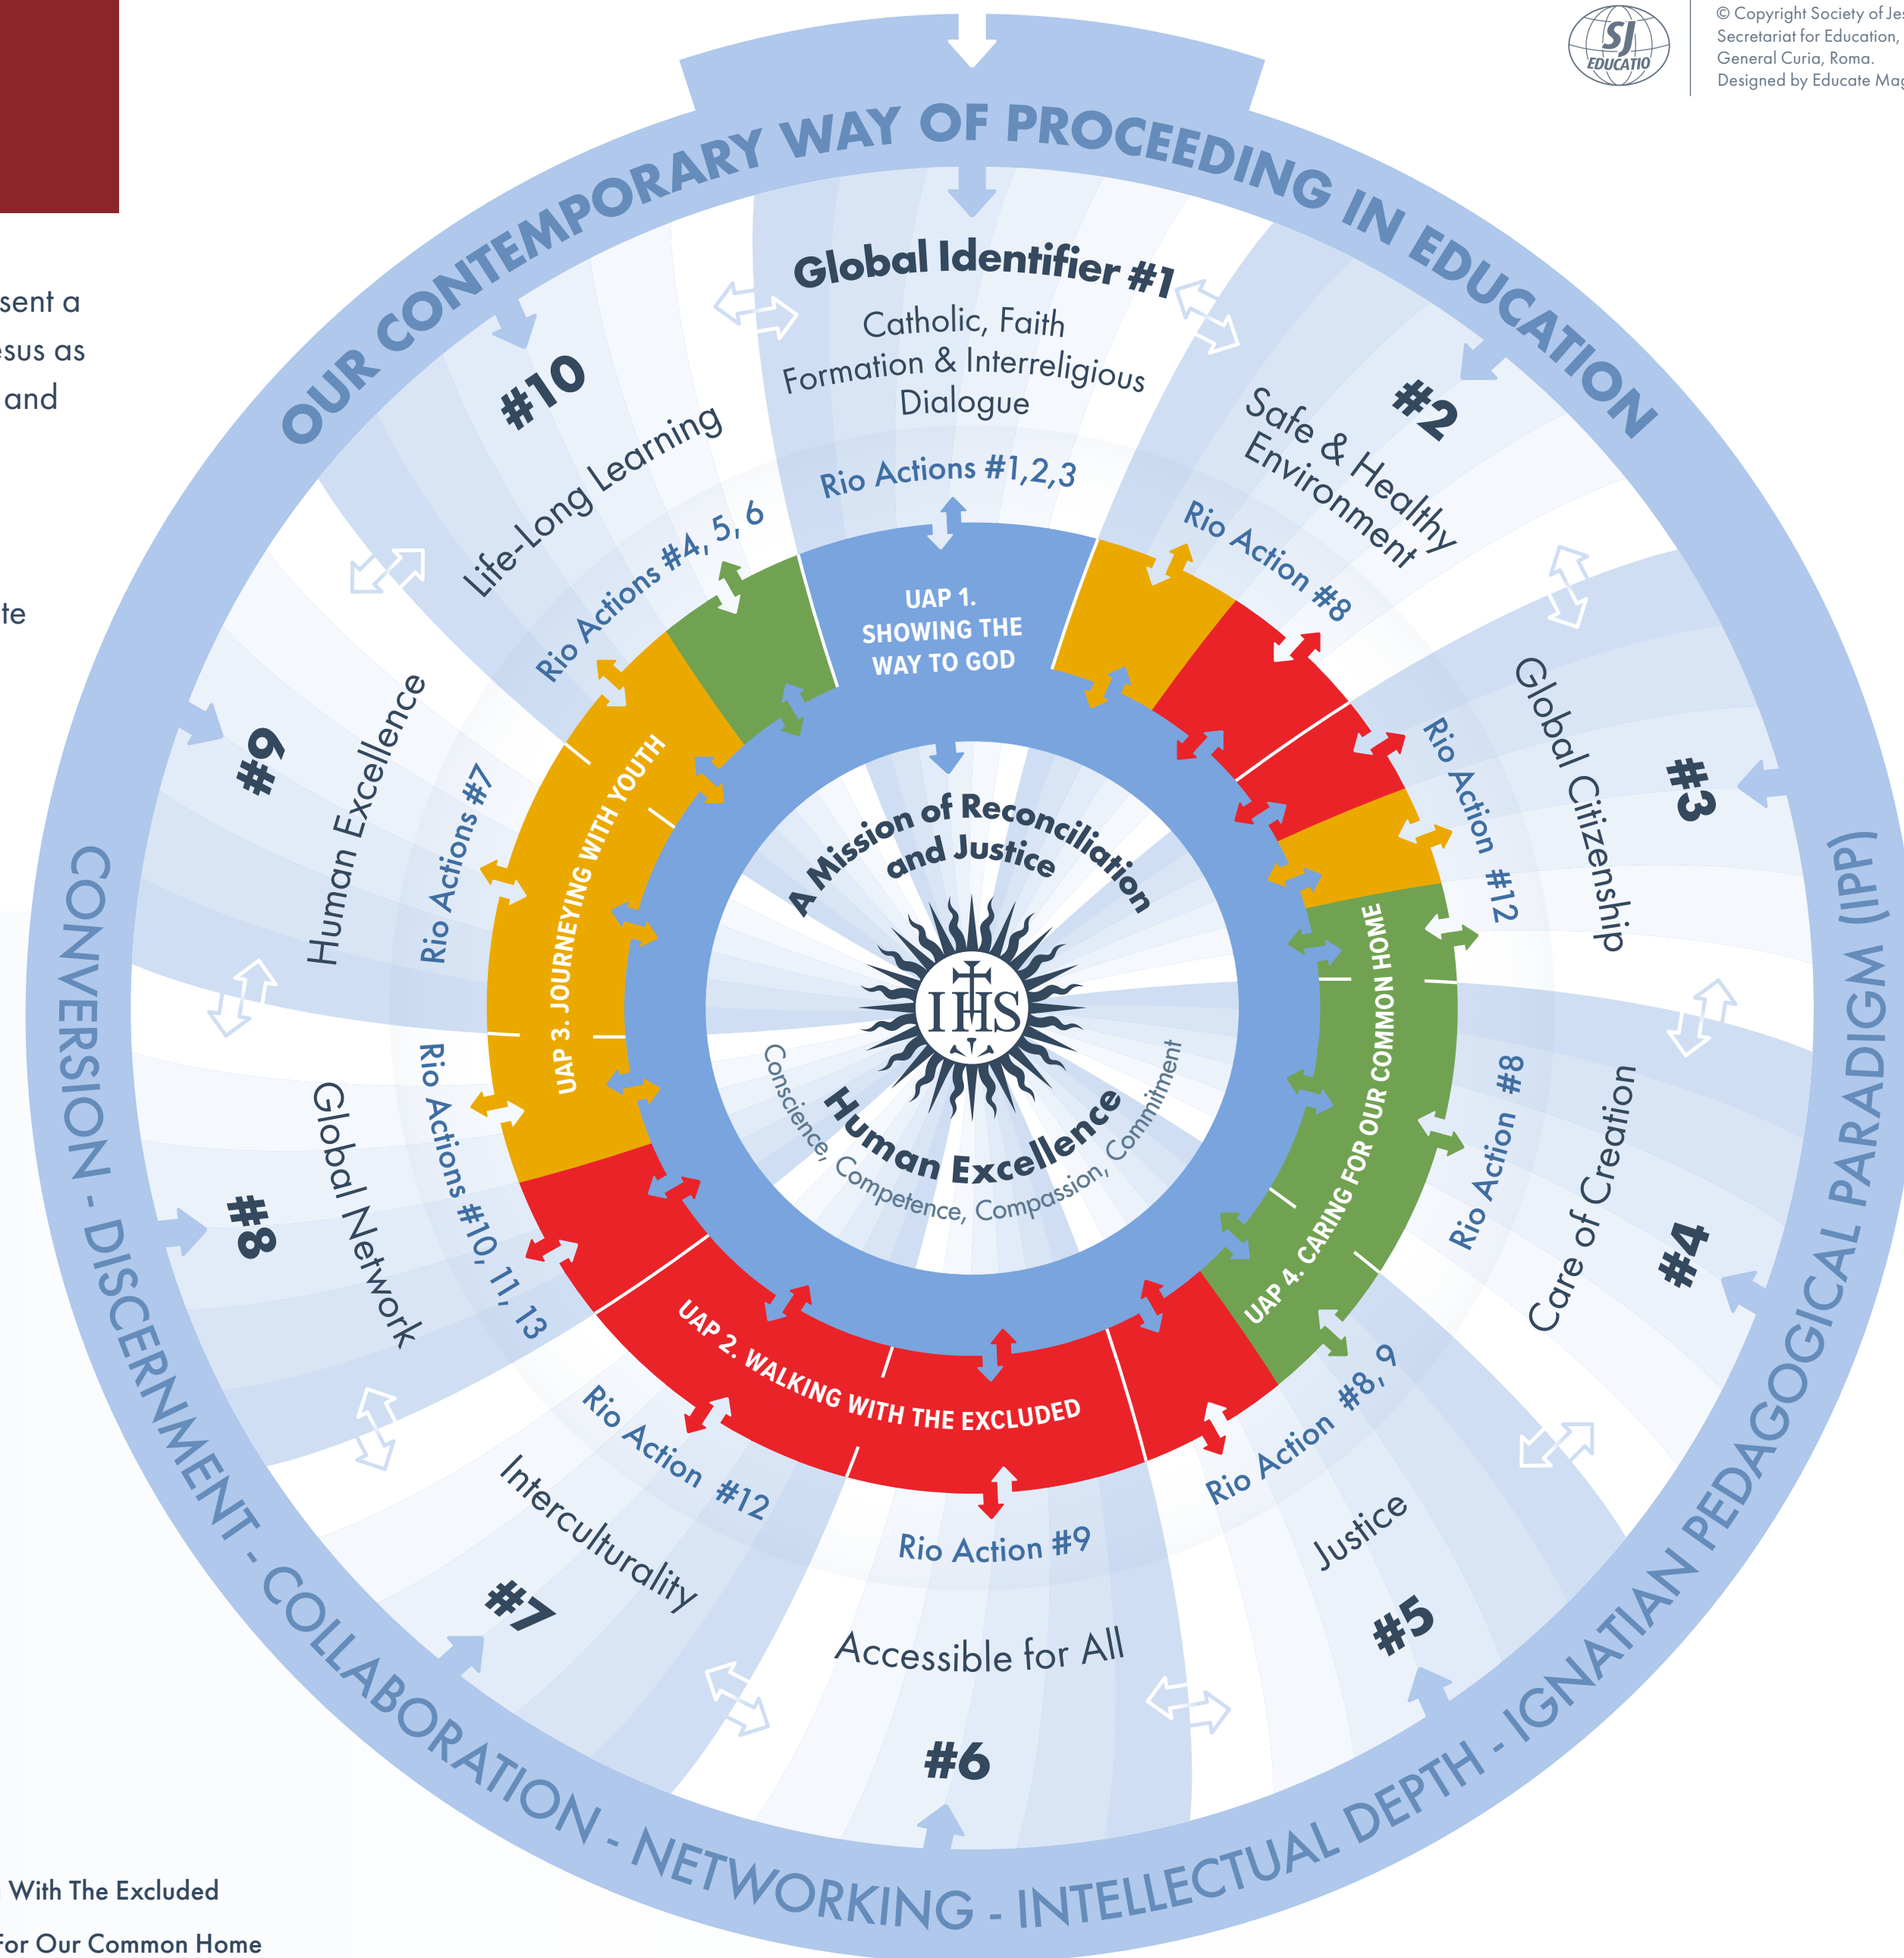 SJ
EDUCATIO
© Copyright Society of
Secretariat for Education,
General Curia, Roma.
Designed by Educate
sent a
as
and
With The Excluded
For Our Common Home
OUR CONTEMPORARY WAY OF PROCEEDING IN EDUCATION
CONVERSION - DISCERNMENT - COLLABORATION - NETWORKING - INTELLECTUAL DEPTH - IGNATIAN PEDAGOGICAL PARADIGM (IPP)
Global Identifier #1
Catholic, Faith
Formation & Interreligious
Dialogue
Rio Actions #1,2,3
#2
Safe & Healthy
Environment
Rio Action #8
#3
Global Citizenship
Rio Action #12
#4
Care of Creation
Rio Action #8
#5
Justice
Rio Action #8, 9
#6
Accessible for All
Rio Action #9
#7
Interculturality
Rio Action #12
#8
Global Network
Rio Actions #10, 11, 13
#9
Human Excellence
Rio Actions #7
#10
Life-Long Learning
Rio Actions #4, 5, 6
UAP 1.
SHOWING THE
WAY TO GOD
UAP 4. CARING FOR OUR COMMON HOME
UAP 2. WALKING WITH THE EXCLUDED
UAP 3. JOURNEYING WITH YOUTH
A Mission of Reconciliation
and Justice
IHS
Human Excellence
Conscience, Competence, Compassion, Commitment